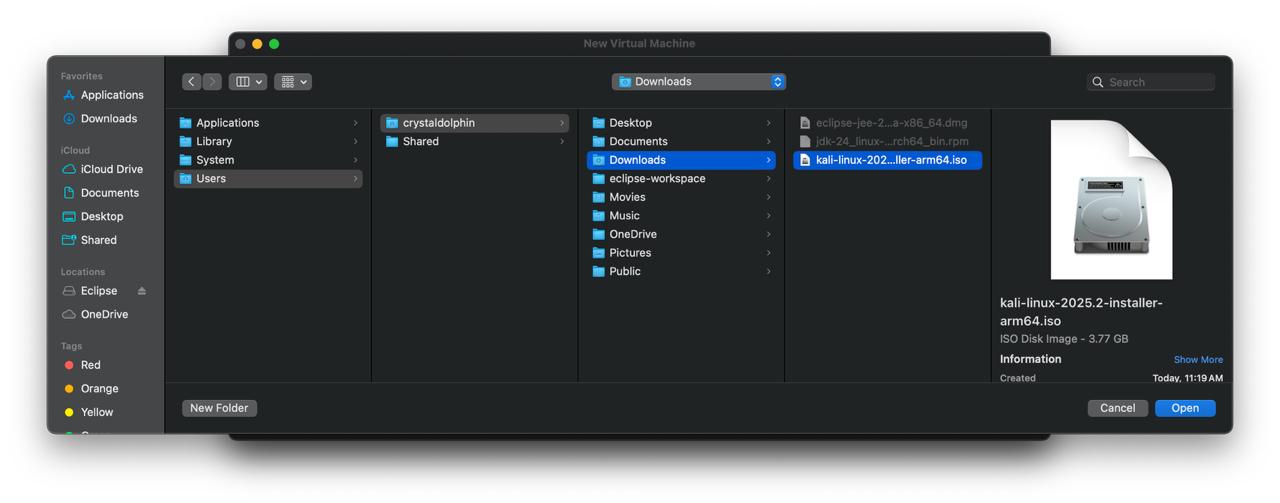 New Virtual Machine
Favorites
Applications
Downloads
iCloud
iCloud Drive
Documents
Desktop
Shared
Locations
Eclipse
OneDrive
Tags
Red
Orange
Yellow
Downloads
Search
Applications
Library
System
Users
crystaldolphin
Shared
Desktop
Documents
Downloads
eclipse-workspace
Movies
Music
OneDrive
Pictures
Public
eclipse-jee-2...a-x86_64.dmg
jdk-24_linux-...rch64_bin.rpm
kali-linux-202...ller-arm64.iso
kali-linux-2025.2-installer-
arm64.iso
ISO Disk Image - 3.77 GB
Information Show More
Created Today, 11:19 AM
New Folder
Cancel
Open